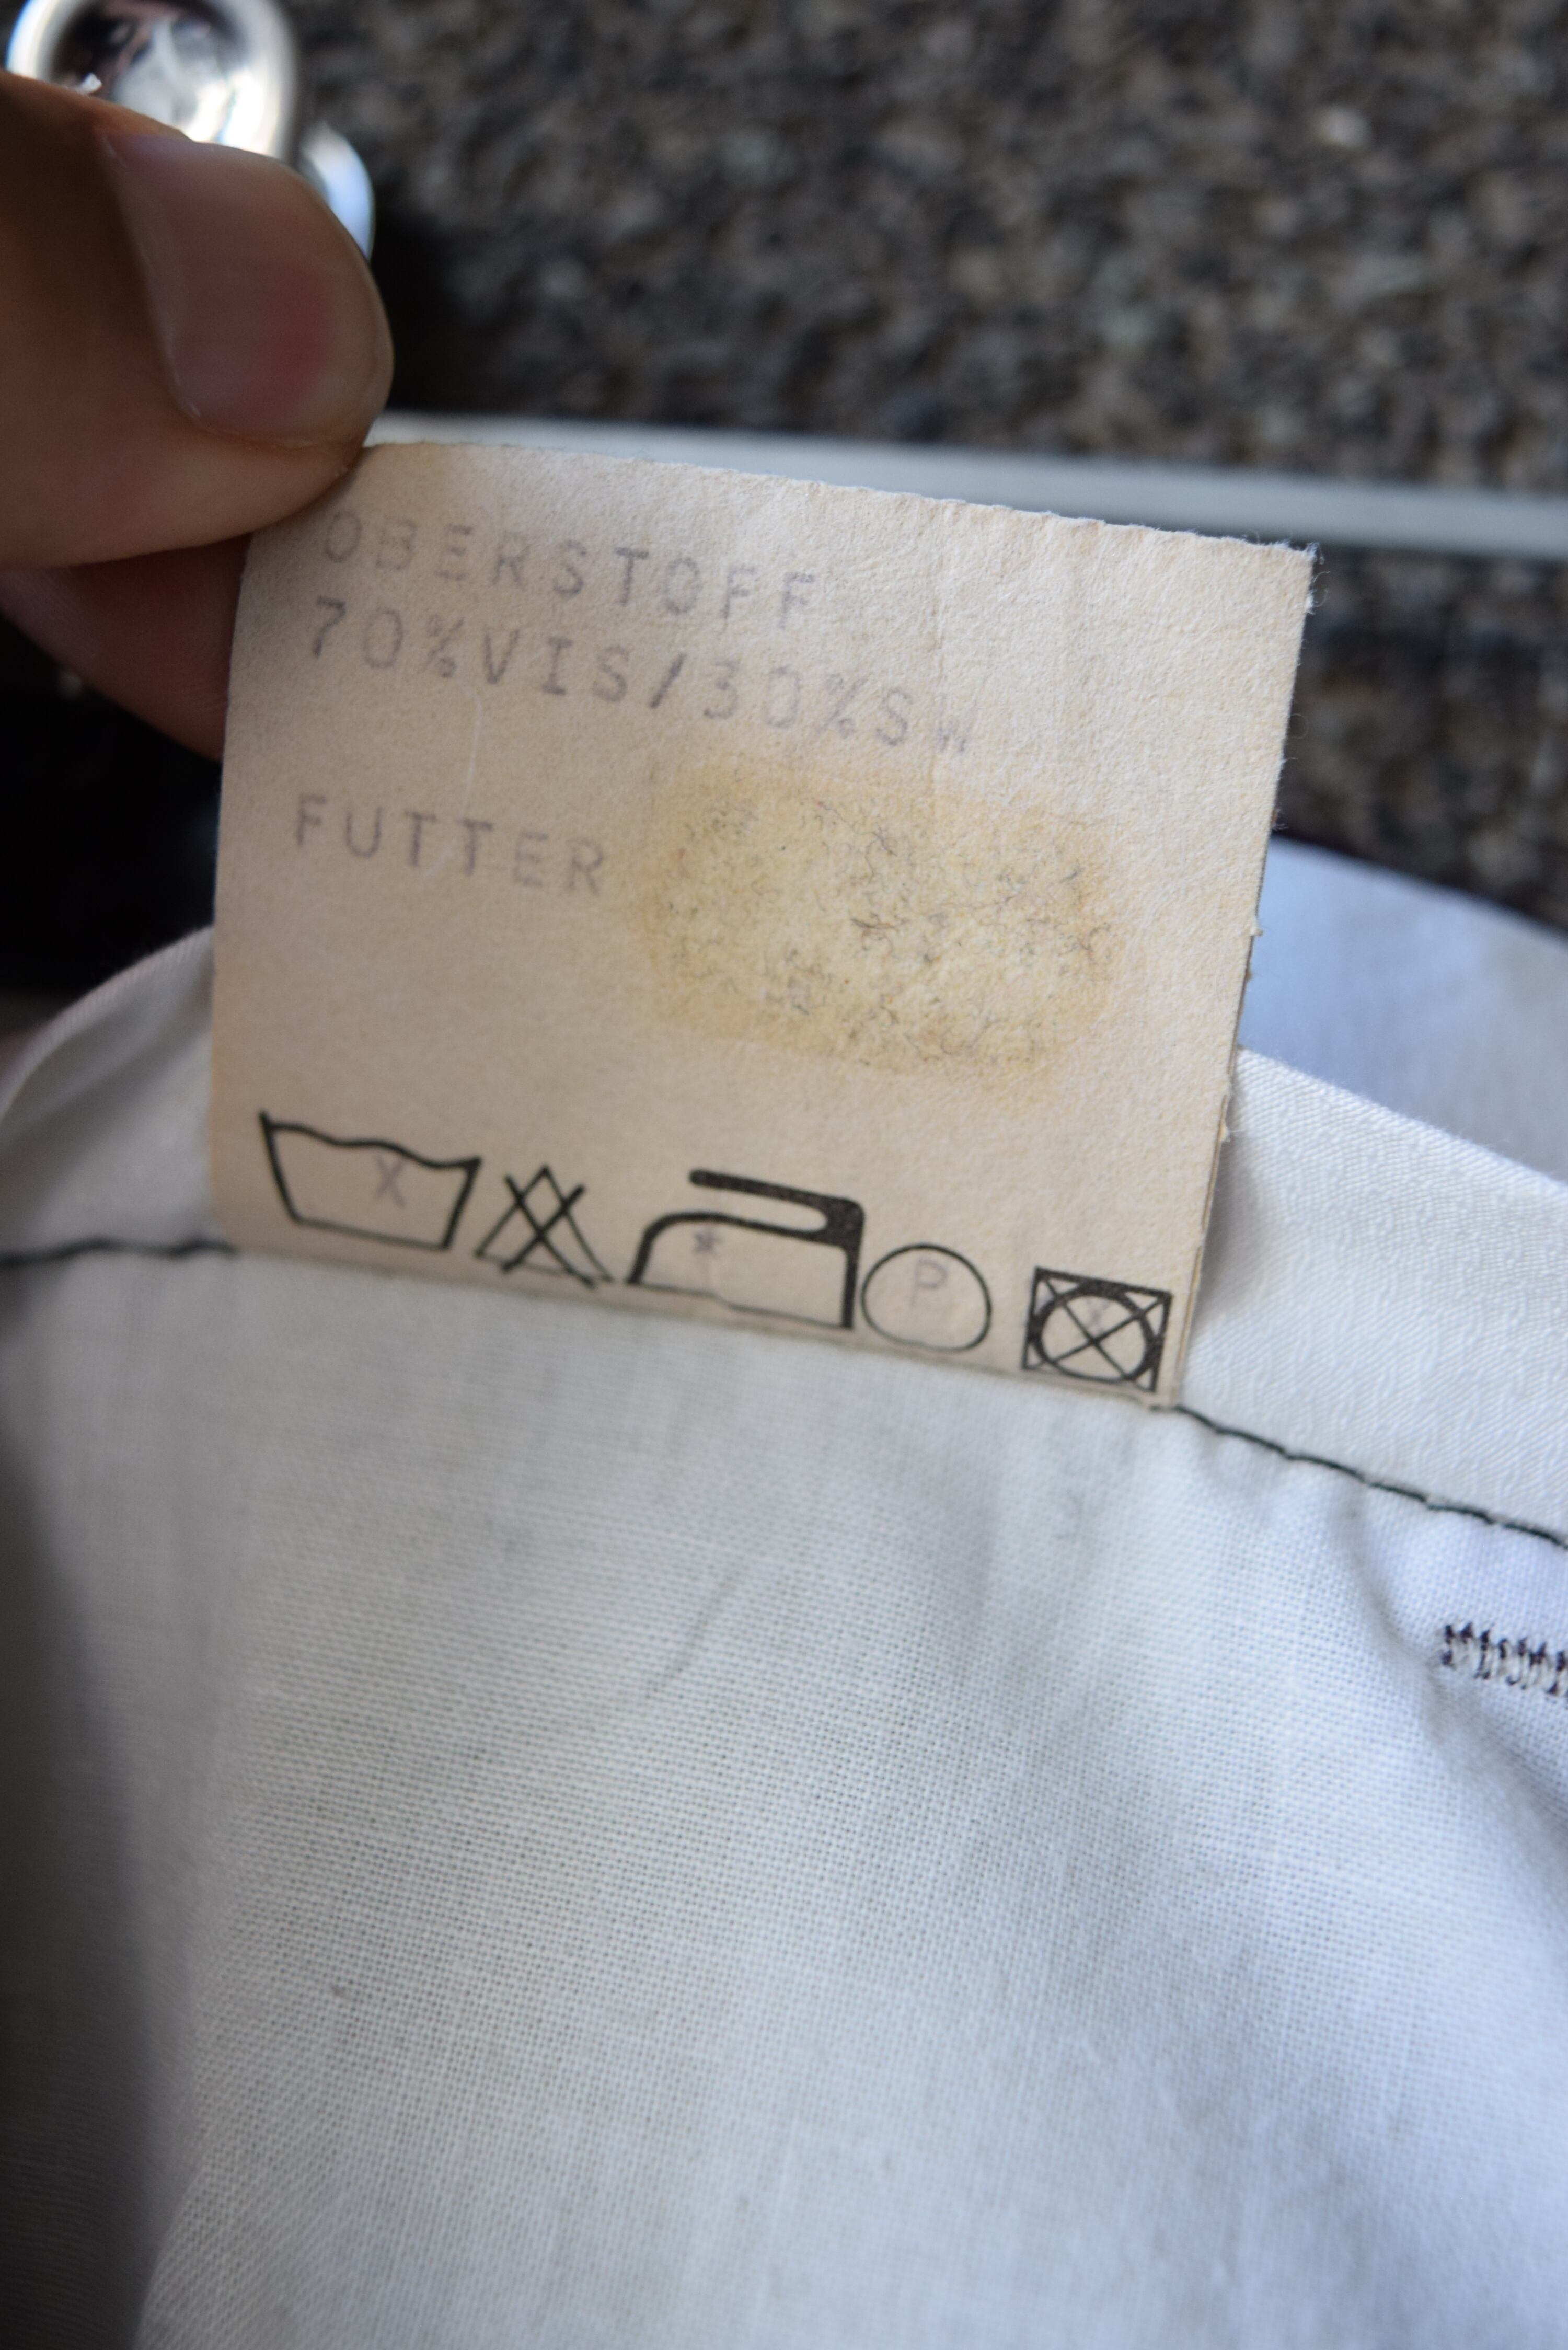 OBERSTOFF
70%VIS/30%SW
FUTTER
X * P X